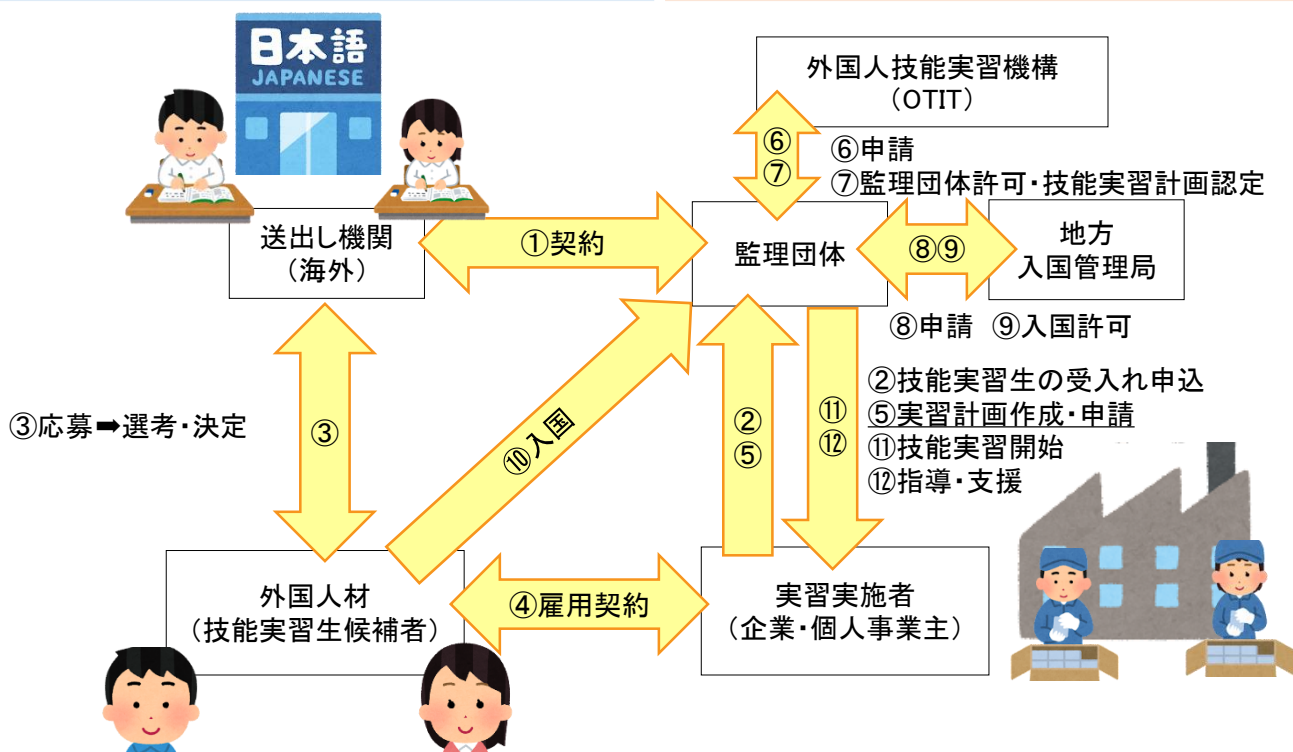 日本語
JAPANESE
外国人技能実習機構
（OTIT）
⑥
⑦
⑥申請
⑦監理団体許可・技能実習計画認定
送出し機関
（海外）
①契約
監理団体
⑧⑨
地方
入国管理局
⑧申請 ⑨入国許可
③応募➡選考・決定
③
⑩入国
②
⑤
⑪
⑫
②技能実習生の受入れ申込
⑤実習計画作成・申請
⑪技能実習開始
⑫指導・支援
外国人材
（技能実習生候補者）
④雇用契約
実習実施者
（企業・個人事業主）